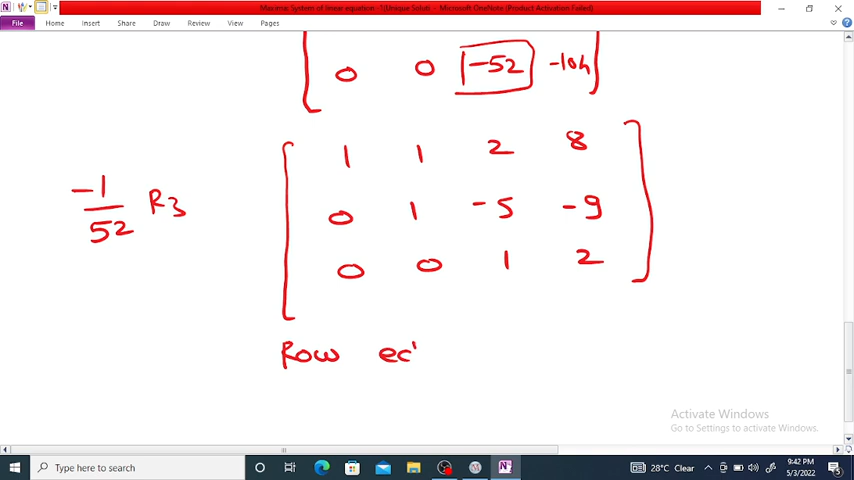 Maxima: System of linear equation -1(Unique Soluti - Microsoft OneNote (Product Activation Failed)
File Home Insert Share Draw Review View Pages
0 0 -52 -104
1 1 2 8
-1/52 R3 0 1 -5 -9
0 0 1 2
Row ec
Activate Windows
Go to Settings to activate Windows.
Type here to search
28°C Clear
9:42 PM
5/3/2022